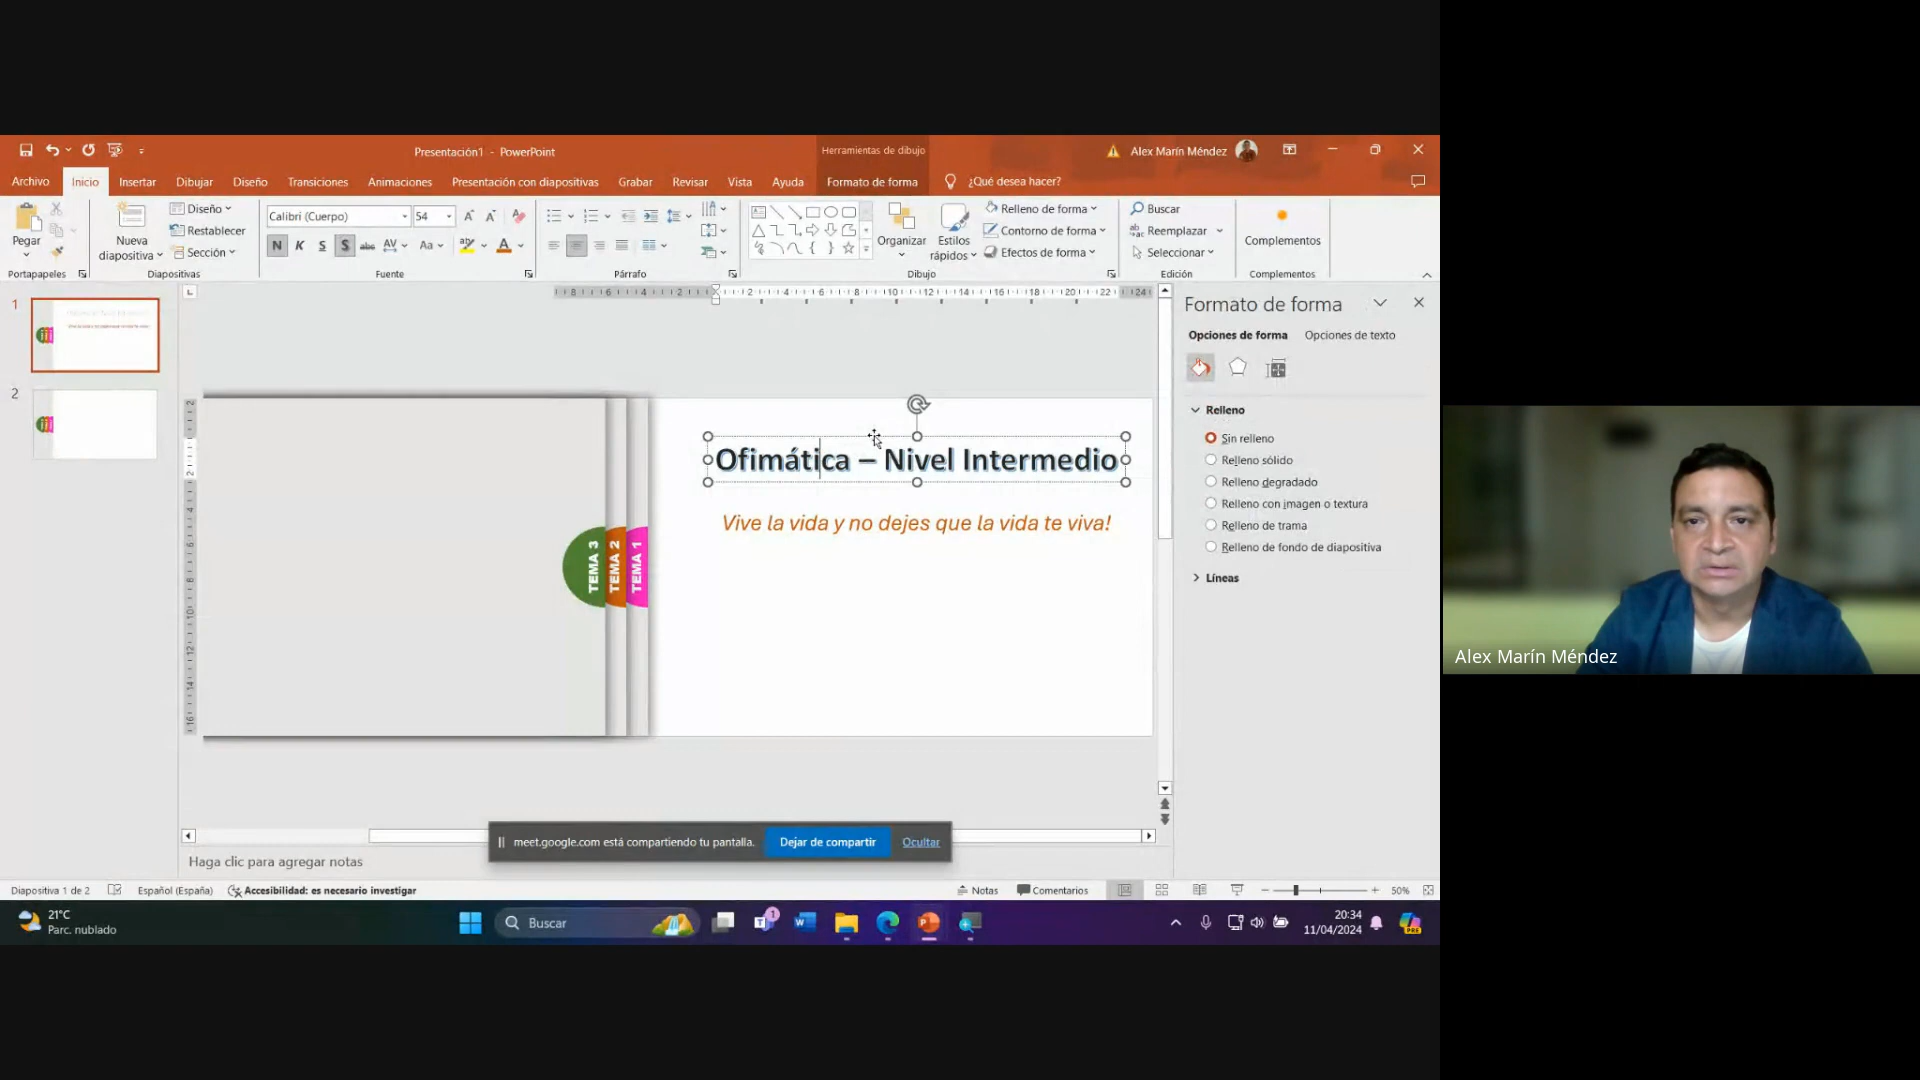 Presentación1 - PowerPoint
Herramientas de dibujo
Alex Marín Méndez
Archivo
Inicio
Insertar
Dibujar
Diseño
Transiciones
Animaciones
Presentación con diapositivas
Grabar
Revisar
Vista
Ayuda
Formato de forma
¿Qué desea hacer?
Pegar
Portapapeles
Nueva
diapositiva
Diseño
Restablecer
Sección
Diapositivas
Calibri (Cuerpo)
54
N K S S abc AV Aa
Fuente
Párrafo
Organizar
Estilos
rápidos
Relleno de forma
Contorno de forma
Efectos de forma
Dibujo
Buscar
Reemplazar
Seleccionar
Edición
Complementos
Complementos
1
2
Ofimática – Nivel Intermedio
Vive la vida y no dejes que la vida te viva!
TEMA 3
TEMA 2
TEMA 1
Formato de forma
Opciones de forma
Opciones de texto
Relleno
Sin relleno
Relleno sólido
Relleno degradado
Relleno con imagen o textura
Relleno de trama
Relleno de fondo de diapositiva
Líneas
meet.google.com está compartiendo tu pantalla.
Dejar de compartir
Ocultar
Haga clic para agregar notas
Diapositiva 1 de 2
Español (España)
Accesibilidad: es necesario investigar
Notas
Comentarios
50%
21°C
Parc. nublado
Buscar
1
20:34
11/04/2024
Alex Marín Méndez